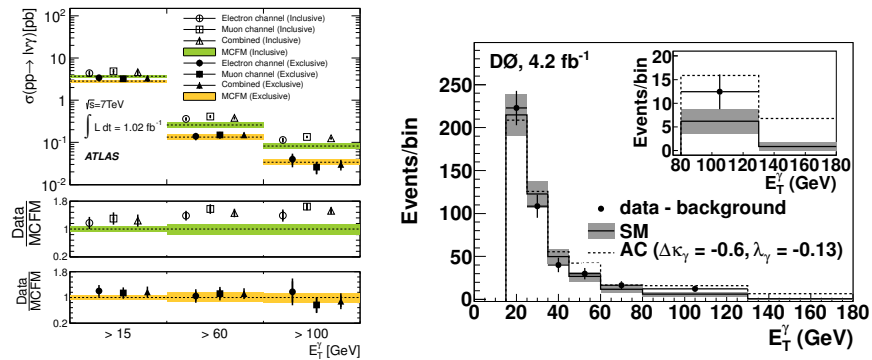 σ(pp→ lνγ)[pb]
Electron channel (Inclusive)
Muon channel (Inclusive)
Combined (Inclusive)
MCFM (Inclusive)
Electron channel (Exclusive)
Muon channel (Exclusive)
Combined (Exclusive)
MCFM (Exclusive)
10²
10
1
10⁻¹
10⁻²
√s=7TeV
∫ L dt = 1.02 fb⁻¹
ATLAS
Data
MCFM
1.8
1
0.2
Data
MCFM
1.8
1
0.2
> 15 > 60 > 100
E_T^γ [GeV]
DØ, 4.2 fb⁻¹
Events/bin
250
200
150
100
50
0
0 20 40 60 80 100 120 140 160 180
E_T^γ (GeV)
Events/bin
20
15
10
5
0
80 100 120 140 160 180
E_T^γ (GeV)
data - background
SM
AC (Δκ_γ = -0.6, λ_γ = -0.13)